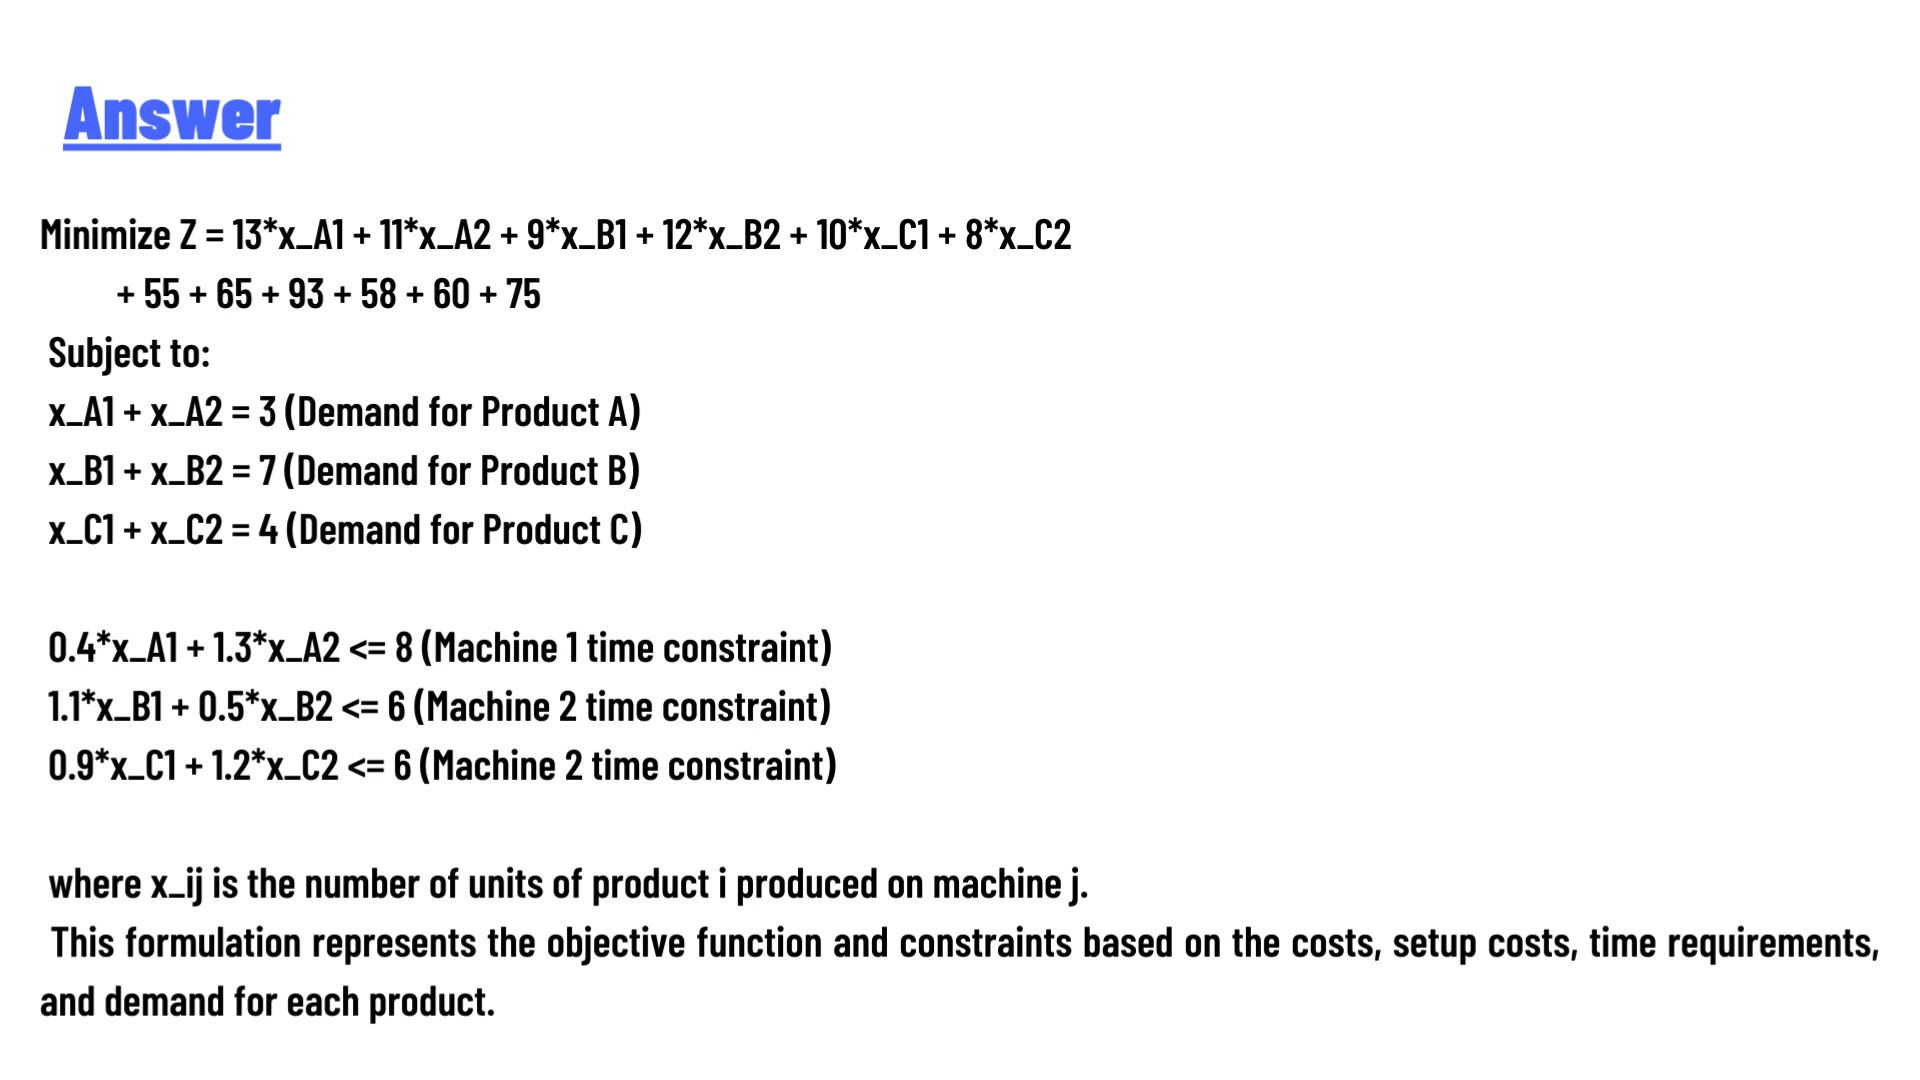 Answer
Minimize Z = 13*x_A1 + 11*x_A2 + 9*x_B1 + 12*x_B2 + 10*x_C1 + 8*x_C2
+ 55 + 65 + 93 + 58 + 60 + 75
Subject to:
x_A1 + x_A2 = 3 (Demand for Product A)
x_B1 + x_B2 = 7 (Demand for Product B)
x_C1 + x_C2 = 4 (Demand for Product C)
0.4*x_A1 + 1.3*x_A2 <= 8 (Machine 1 time constraint)
1.1*x_B1 + 0.5*x_B2 <= 6 (Machine 2 time constraint)
0.9*x_C1 + 1.2*x_C2 <= 6 (Machine 2 time constraint)
where x_ij is the number of units of product i produced on machine j.
This formulation represents the objective function and constraints based on the costs, setup costs, time requirements,
and demand for each product.